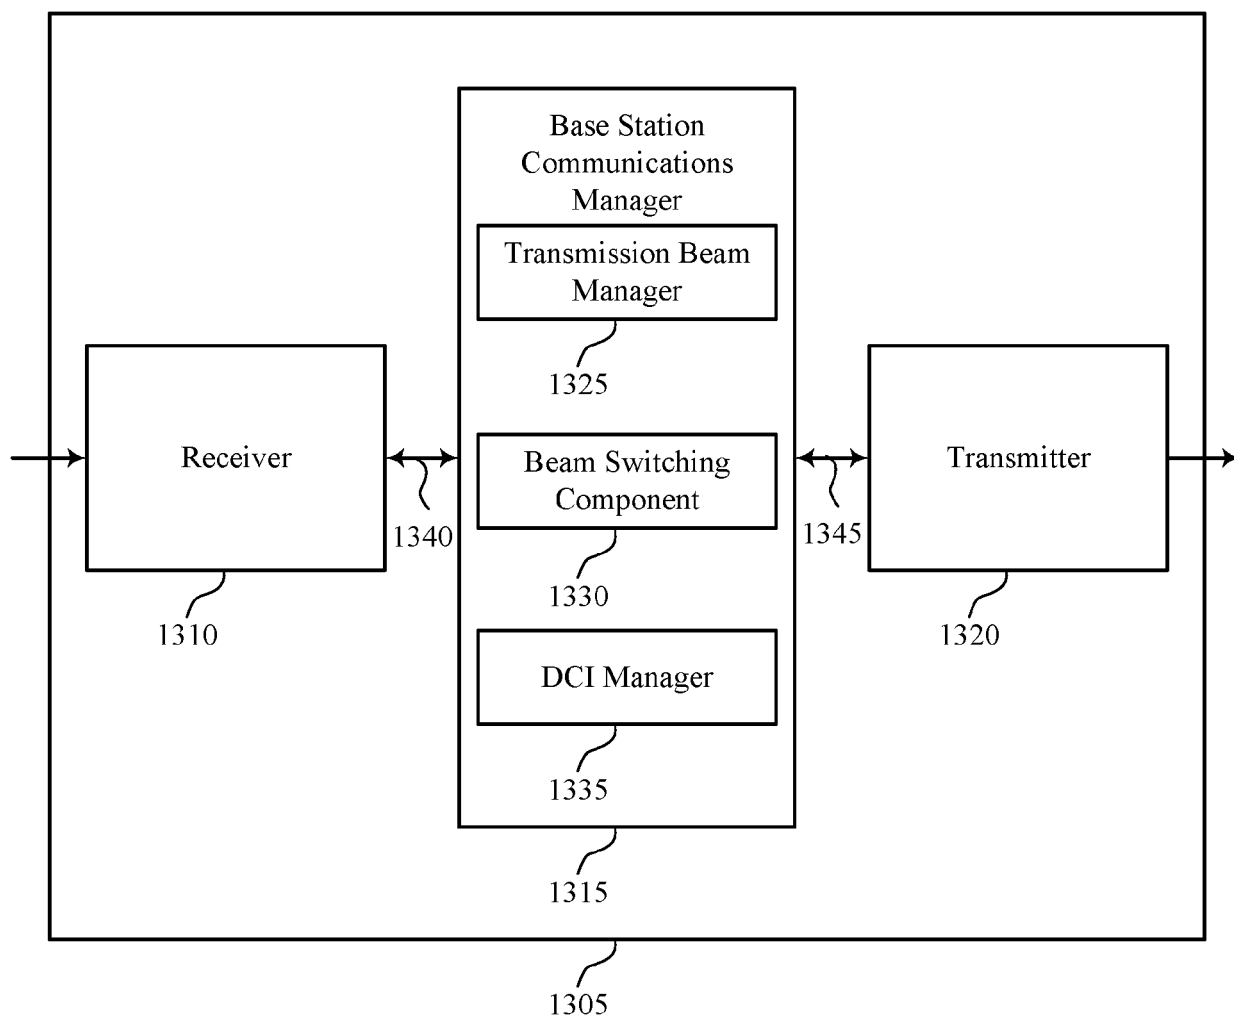 Base Station
Communications
Manager
Transmission Beam
Manager
1325
Receiver
1310
1340
Beam Switching
Component
1330
1345
Transmitter
1320
DCI Manager
1335
1315
1305